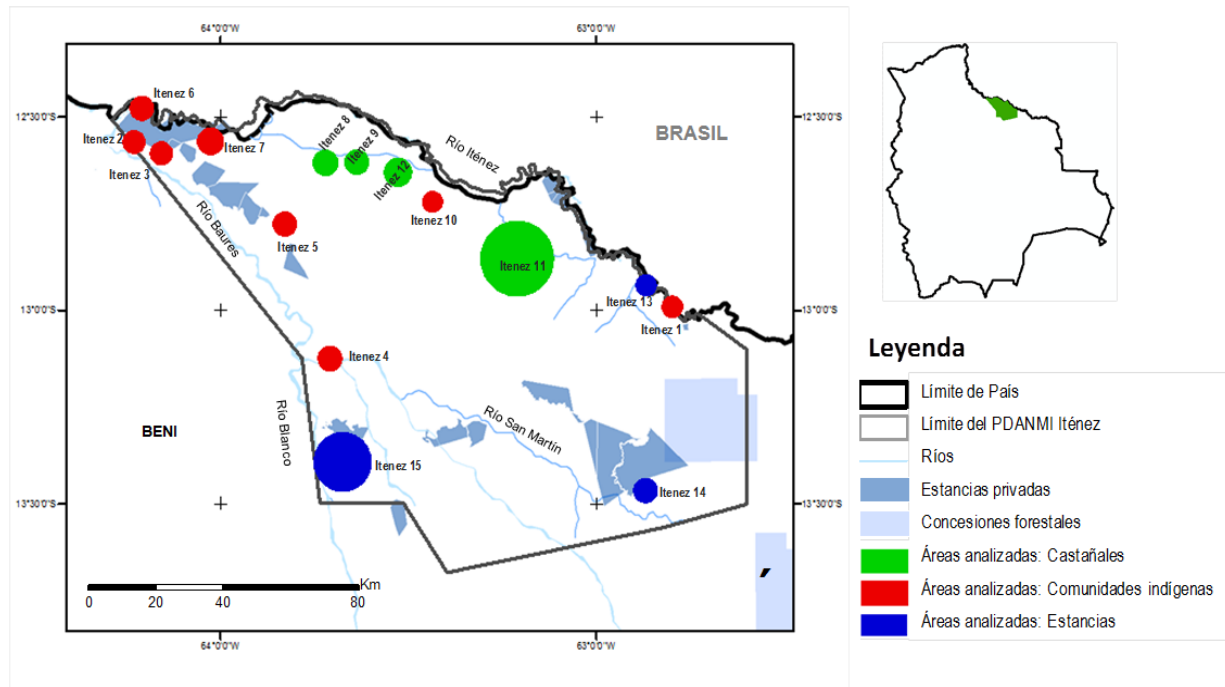 64°0'0"W
63°0'0"W
Itenez 6
12°30'0"S
12°30'0"S
Itenez 2
Itenez 7
Itenez 3
Itenez 8
Itenez 9
Itenez 12
Río Iténez
BRASIL
Itenez 10
Río Baures
Itenez 5
Itenez 11
Itenez 13
13°0'0"S
13°0'0"S
Itenez 1
Itenez 4
BENI
Río Blanco
Río San Martín
Itenez 15
Itenez 14
13°30'0"S
13°30'0"S
Km
0 20 40 80
64°0'0"W
63°0'0"W
Leyenda
Límite de País
Límite del PDANMI Iténez
Ríos
Estancias privadas
Concesiones forestales
Áreas analizadas: Castañales
Áreas analizadas: Comunidades indígenas
Áreas analizadas: Estancias